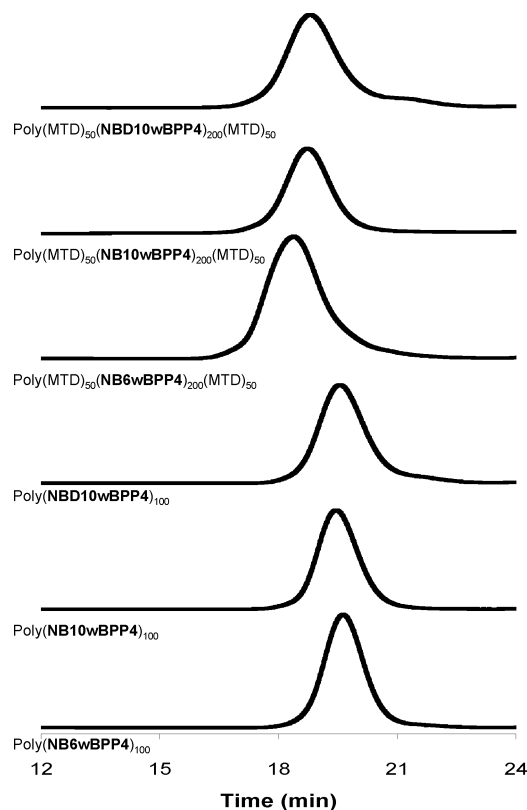 Poly(MTD)₅₀(NBD10wBPP4)₂₀₀(MTD)₅₀
Poly(MTD)₅₀(NB10wBPP4)₂₀₀(MTD)₅₀
Poly(MTD)₅₀(NB6wBPP4)₂₀₀(MTD)₅₀
Poly(NBD10wBPP4)₁₀₀
Poly(NB10wBPP4)₁₀₀
Poly(NB6wBPP4)₁₀₀
12 15 18 21 24
Time (min)